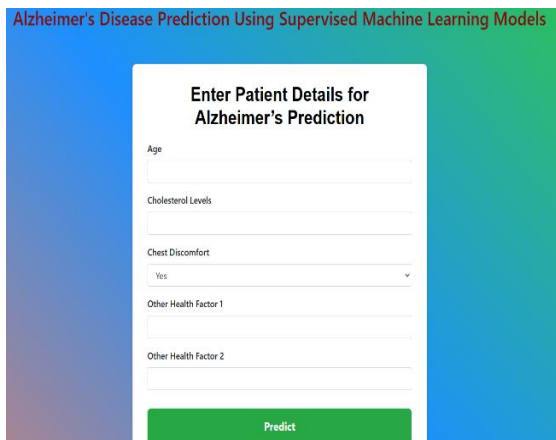 Alzheimer's Disease Prediction Using Supervised Machine Learning Models
Enter Patient Details for
Alzheimer's Prediction
Age
Cholesterol Levels
Chest Discomfort
Yes
Other Health Factor 1
Other Health Factor 2
Predict